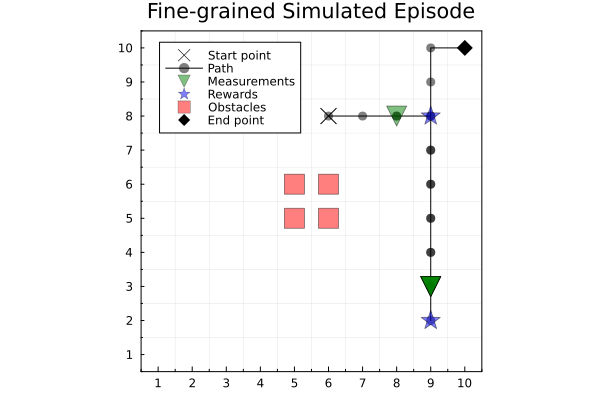 Fine-grained Simulated Episode
Start point
Path
Measurements
Rewards
Obstacles
End point
10
9
8
7
6
5
4
3
2
1
1 2 3 4 5 6 7 8 9 10